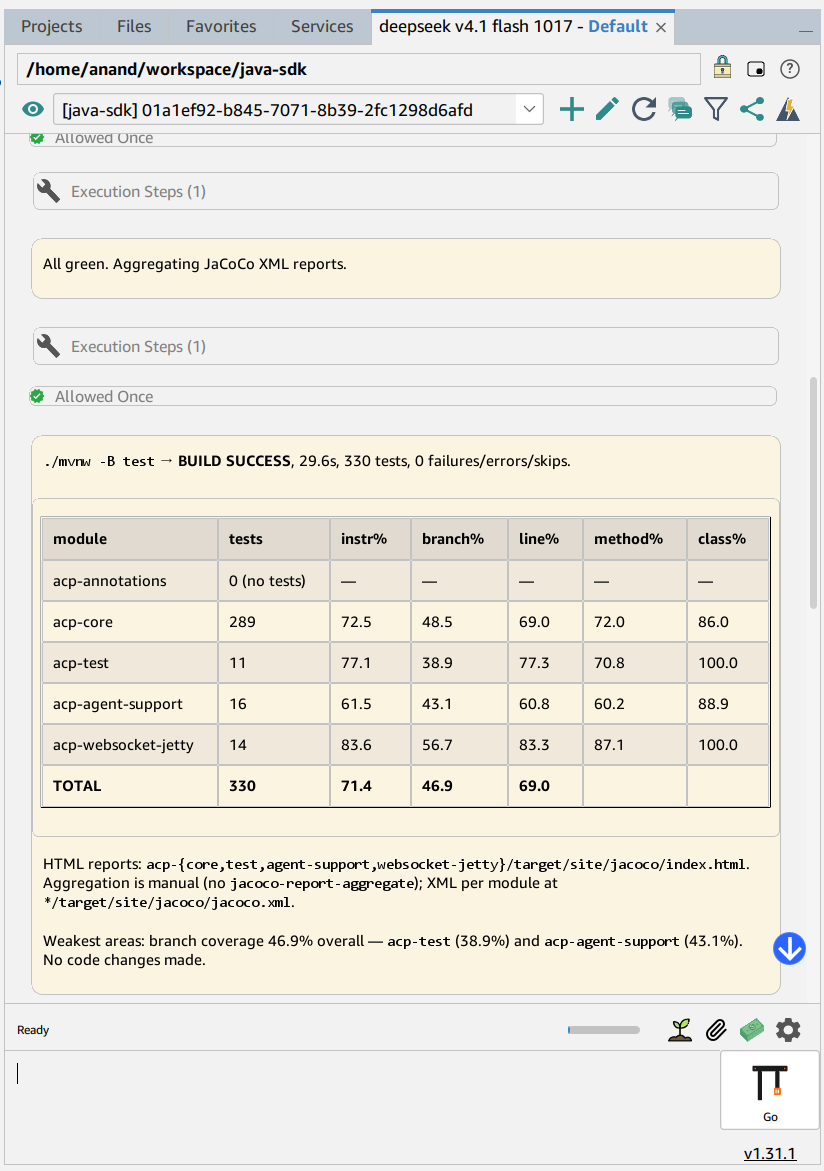 Projects Files Favorites Services deepseek v4.1 flash 1017 - Default ×
/home/anand/workspace/java-sdk
[java-sdk] 01a1ef92-b845-7071-8b39-2fc1298d6afd
Allowed Once
Execution Steps (1)
All green. Aggregating JaCoCo XML reports.
Execution Steps (1)
Allowed Once
./mvnw -B test → BUILD SUCCESS, 29.6s, 330 tests, 0 failures/errors/skips.
module tests instr% branch% line% method% class%
acp-annotations 0 (no tests) — — — — —
acp-core 289 72.5 48.5 69.0 72.0 86.0
acp-test 11 77.1 38.9 77.3 70.8 100.0
acp-agent-support 16 61.5 43.1 60.8 60.2 88.9
acp-websocket-jetty 14 83.6 56.7 83.3 87.1 100.0
TOTAL 330 71.4 46.9 69.0
HTML reports: acp-{core,test,agent-support,websocket-jetty}/target/site/jacoco/index.html.
Aggregation is manual (no jacoco-report-aggregate); XML per module at
*/target/site/jacoco/jacoco.xml.
Weakest areas: branch coverage 46.9% overall — acp-test (38.9%) and acp-agent-support (43.1%).
No code changes made.
Ready
Go
v1.31.1